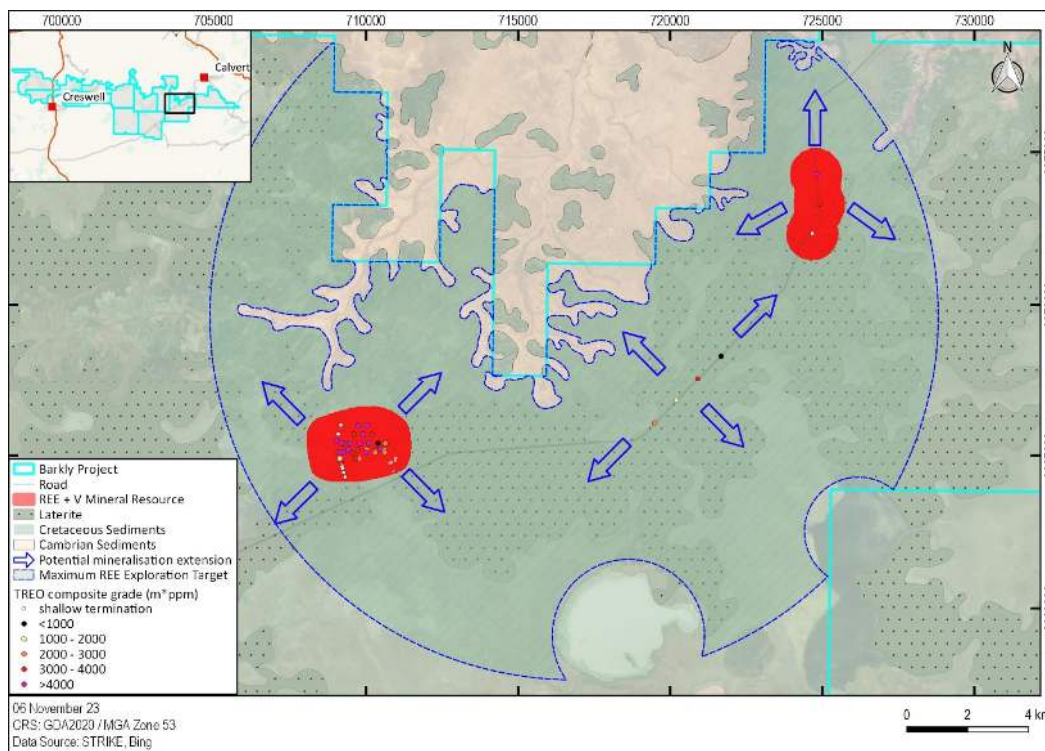 700000 705000 710000 715000 720000 725000 730000
Calvert
Creswell
N
Barkly Project
Road
REE + V Mineral Resource
Laterite
Cretaceous Sediments
Cambrian Sediments
Potential mineralisation extension
Maximum REE Exploration Target
TREO composite grade (m*ppm)
shallow termination
<1000
1000 - 2000
2000 - 3000
3000 - 4000
>4000
06 November 23
CRS: GDA2020 / MGA Zone 53
Data Source: STRIKE, Bing
0 2 4 km